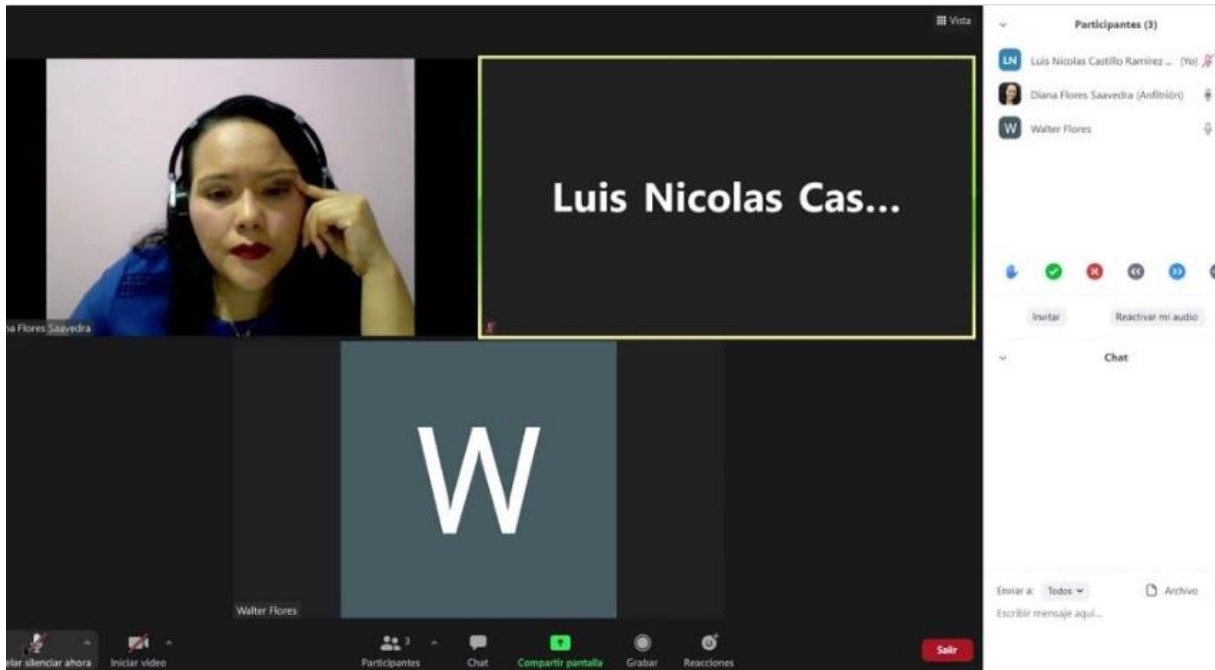 Vista
Luis Nicolas Cas...
na Flores Saavedra
W
Walter Flores
elar silenciar ahora
Iniciar video
Participantes
3
Chat
Compartir pantalla
Grabar
Reacciones
Salir
Participantes (3)
LN Luis Nicolas Castillo Ramirez ... (Yo)
Diana Flores Saavedra (Anfitrión)
W Walter Flores
Invitar
Reactivar mi audio
Chat
Enviar a: Todos
Archivo
Escribir mensaje aquí...